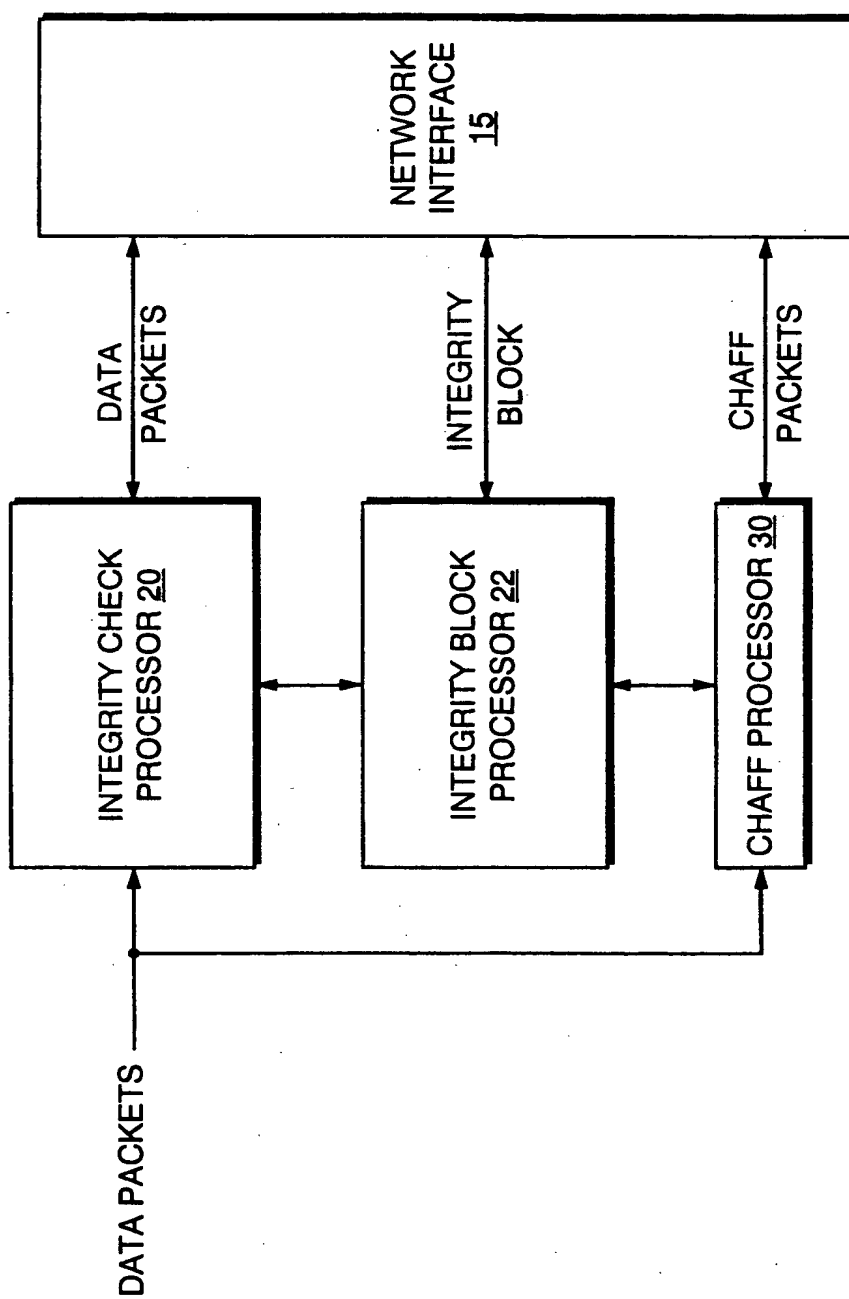 DATA PACKETS
INTEGRITY CHECK
PROCESSOR 20
INTEGRITY BLOCK
PROCESSOR 22
CHAFF PROCESSOR 30
DATA
PACKETS
INTEGRITY
BLOCK
CHAFF
PACKETS
NETWORK
INTERFACE
15